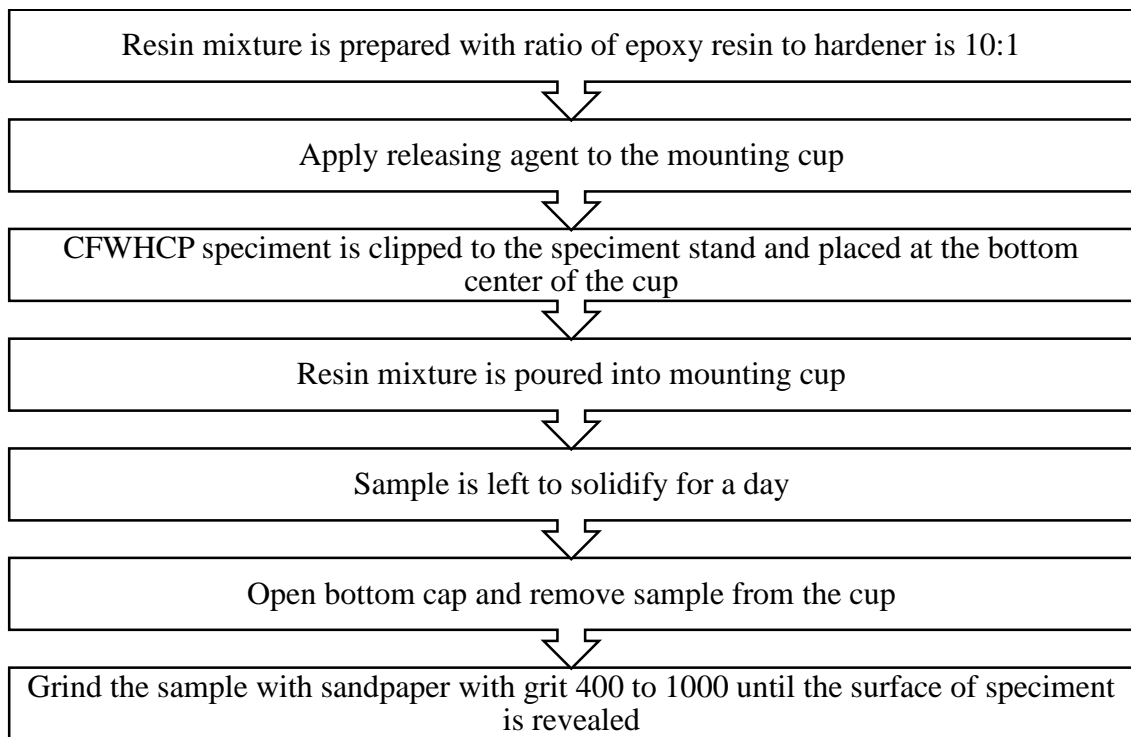 Resin mixture is prepared with ratio of epoxy resin to hardener is 10:1
Apply releasing agent to the mounting cup
CFWHCP speciment is clipped to the speciment stand and placed at the bottom
center of the cup
Resin mixture is poured into mounting cup
Sample is left to solidify for a day
Open bottom cap and remove sample from the cup
Grind the sample with sandpaper with grit 400 to 1000 until the surface of speciment
is revealed